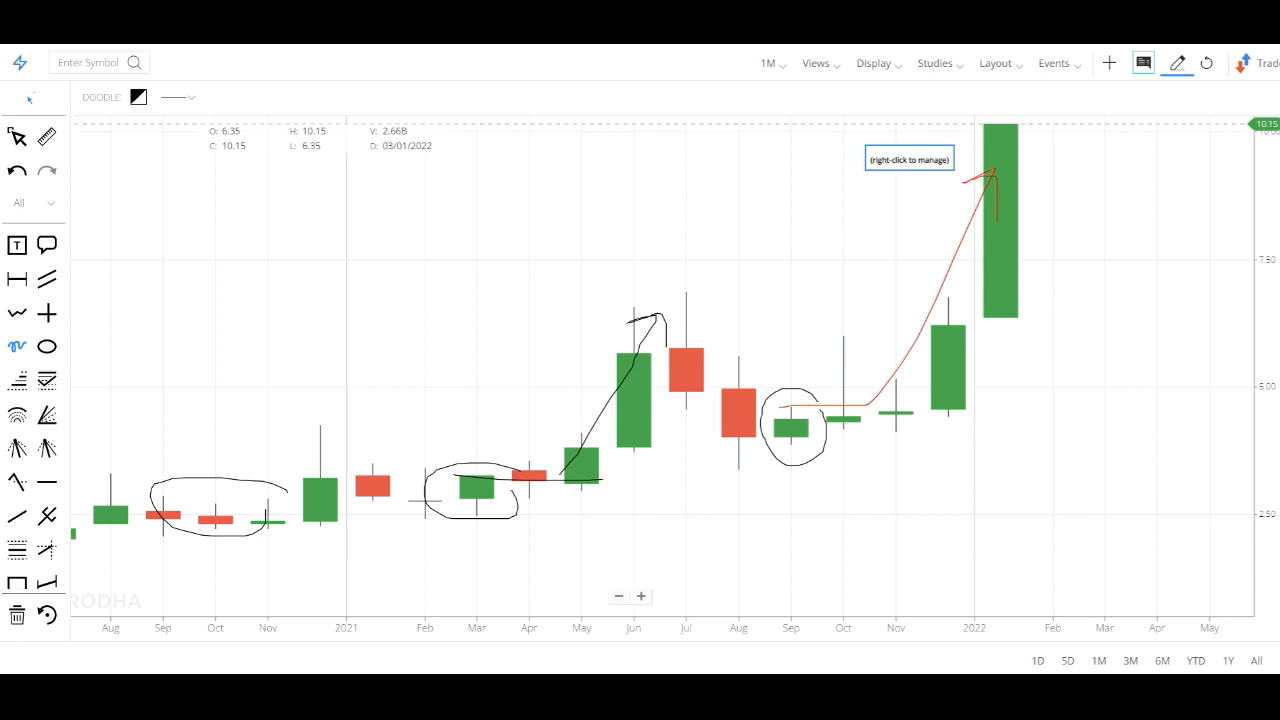 Enter Symbol
1M Views Display Studies Layout Events Trade
DOODLE:
O: 6.35 H: 10.15 V: 2.66B
C: 10.15 L: 6.35 D: 03/01/2022
10.15
(right-click to manage)
All
7.50
T
5.00
2.50
RODHA
Aug Sep Oct Nov 2021 Feb Mar Apr May Jun Jul Aug Sep Oct Nov 2022 Feb Mar Apr May
1D 5D 1M 3M 6M YTD 1Y All